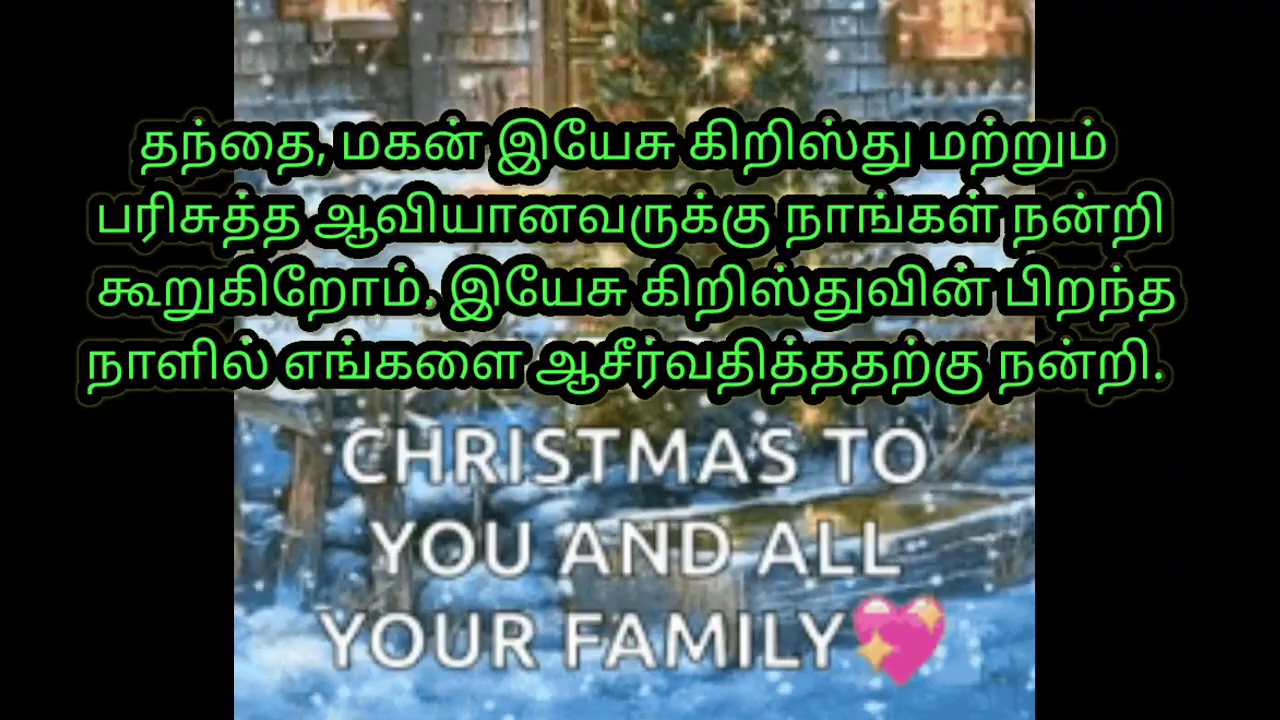 தந்தை, மகன் இயேசு கிறிஸ்து மற்றும்
பரிசுத்த ஆவியானவருக்கு நாங்கள் நன்றி
கூறுகிறோம். இயேசு கிறிஸ்துவின் பிறந்த
நாளில் எங்களை ஆசீர்வதித்ததற்கு நன்றி.
CHRISTMAS TO
YOU AND ALL
YOUR FAMILY💖